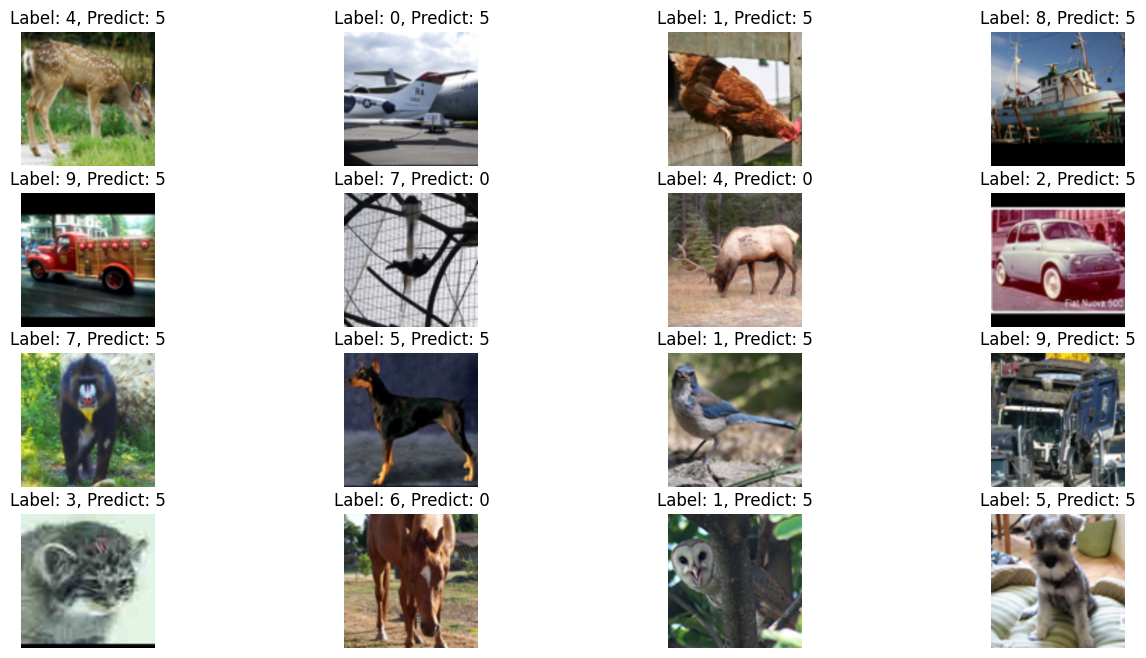 Label: 4, Predict: 5
Label: 0, Predict: 5
Label: 1, Predict: 5
Label: 8, Predict: 5
Label: 9, Predict: 5
Label: 7, Predict: 0
Label: 4, Predict: 0
Label: 2, Predict: 5
Fiat Nuova 500
Label: 7, Predict: 5
Label: 5, Predict: 5
Label: 1, Predict: 5
Label: 9, Predict: 5
Label: 3, Predict: 5
Label: 6, Predict: 0
Label: 1, Predict: 5
Label: 5, Predict: 5